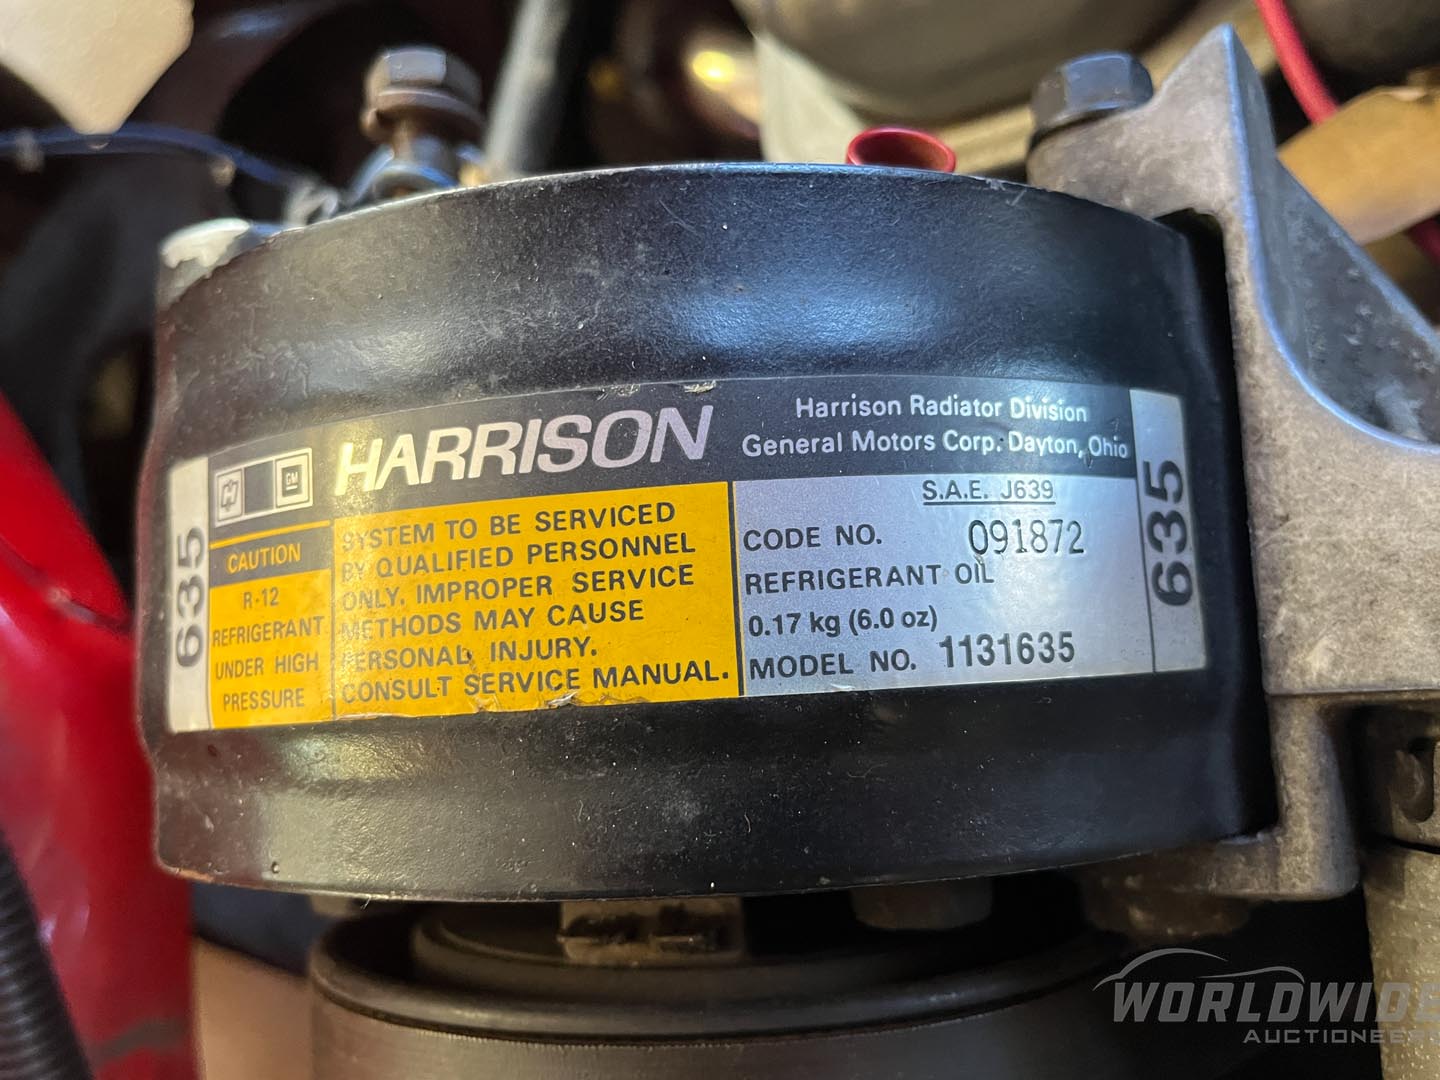 HARRISON
Harrison Radiator Division
General Motors Corp. Dayton, Ohio
635
GM
CAUTION
R-12
REFRIGERANT
UNDER HIGH
PRESSURE
SYSTEM TO BE SERVICED
BY QUALIFIED PERSONNEL
ONLY. IMPROPER SERVICE
METHODS MAY CAUSE
PERSONAL INJURY.
CONSULT SERVICE MANUAL.
S.A.E. J639
CODE NO. 091872
REFRIGERANT OIL
0.17 kg (6.0 oz)
MODEL NO. 1131635
635
WORLDWIDE
AUCTIONEERS